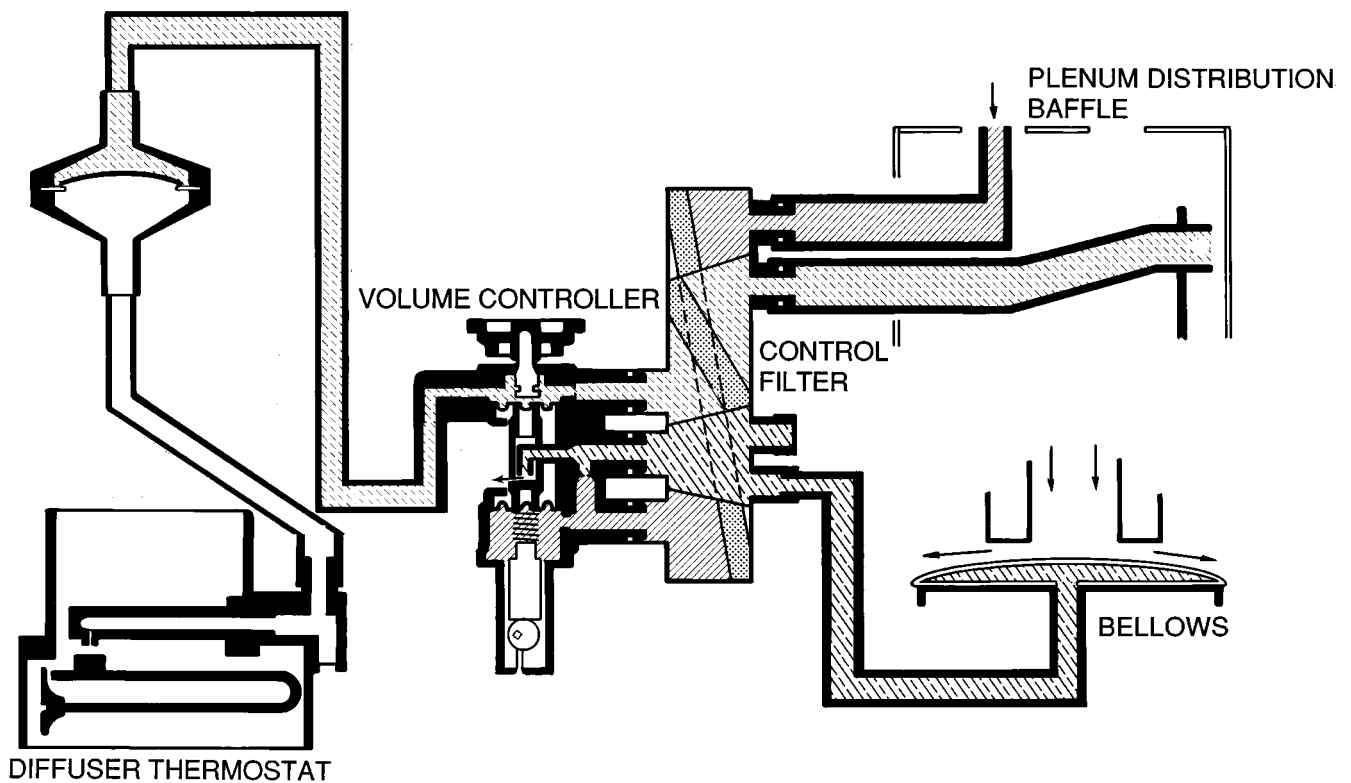 PLENUM DISTRIBUTION
BAFFLE
VOLUME CONTROLLER
CONTROL
FILTER
BELLOWS
DIFFUSER THERMOSTAT